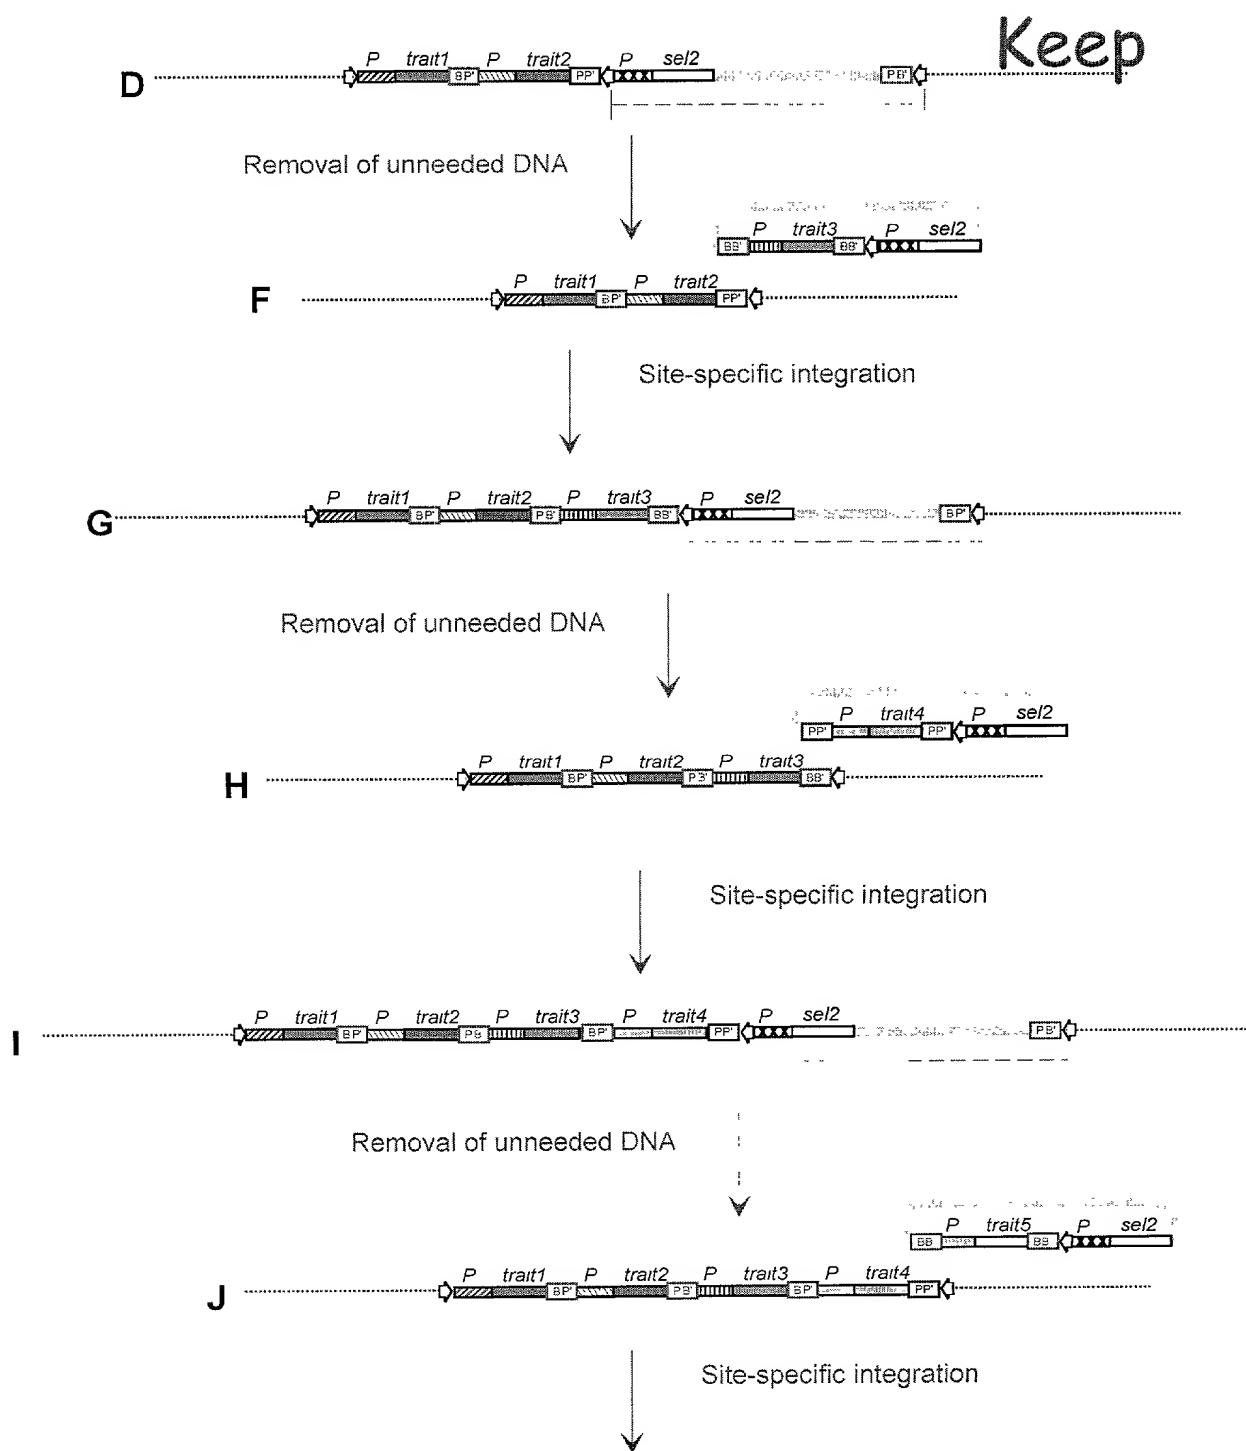 Keep
P trait1 P trait2 P sel2
D BP' PP' PB'
Removal of unneeded DNA
P trait3 P sel2
BB' BB'
P trait1 P trait2
F BP' PP'
Site-specific integration
P trait1 P trait2 P trait3 P sel2
G BP' PB' BB' BP'
Removal of unneeded DNA
P trait4 P sel2
PP' PP'
P trait1 P trait2 P trait3
H BP' PB' BB'
Site-specific integration
P trait1 P trait2 P trait3 P trait4 P sel2
I BP' PB BP' PP' PB'
Removal of unneeded DNA
P trait5 P sel2
BB BB
P trait1 P trait2 P trait3 P trait4
J BP' PB' BP' PP'
Site-specific integration